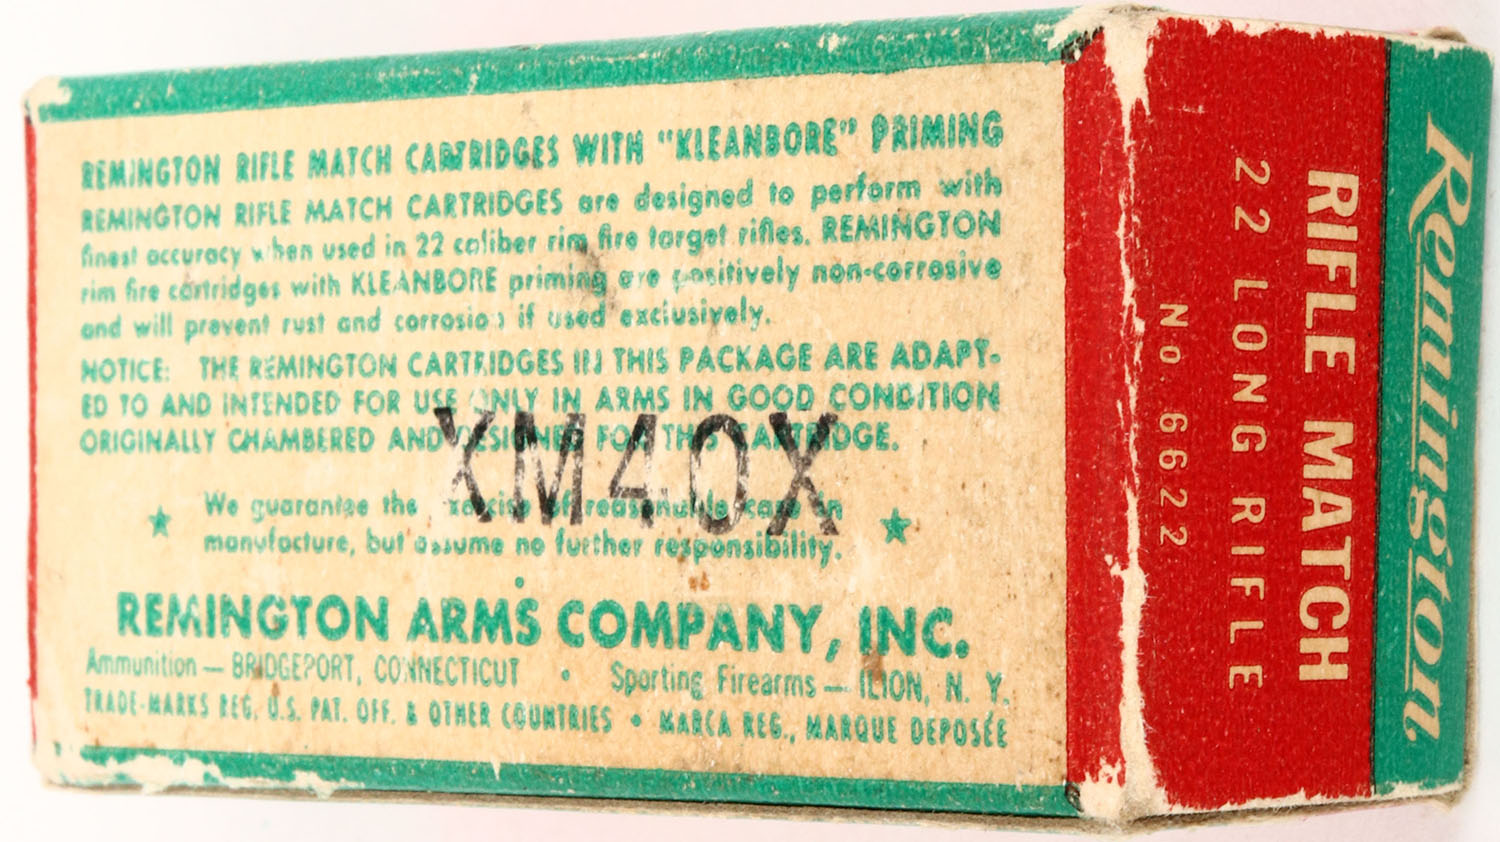 REMINGTON RIFLE MATCH CARTRIDGES WITH "KLEANBORE" PRIMING
REMINGTON RIFLE MATCH CARTRIDGES are designed to perform with
finest accuracy when used in 22 caliber rim fire target rifles. REMINGTON
rim fire cartridges with KLEANBORE priming are positively non-corrosive
and will prevent rust and corrosion if used exclusively.
NOTICE: THE REMINGTON CARTRIDGES IN THIS PACKAGE ARE ADAPT-
ED TO AND INTENDED FOR USE ONLY IN ARMS IN GOOD CONDITION
ORIGINALLY CHAMBERED AND DESIGNED FOR THIS CARTRIDGE.
XM40X
We guarantee the exercise of reasonable care in
manufacture, but assume no further responsibility.
REMINGTON ARMS COMPANY, INC.
Ammunition — BRIDGEPORT, CONNECTICUT • Sporting Firearms — ILION, N. Y.
TRADE-MARKS REG. U.S. PAT. OFF. & OTHER COUNTRIES • MARCA REG., MARQUE DEPOSÉE
Remington
RIFLE MATCH
22 LONG RIFLE
No. 6622